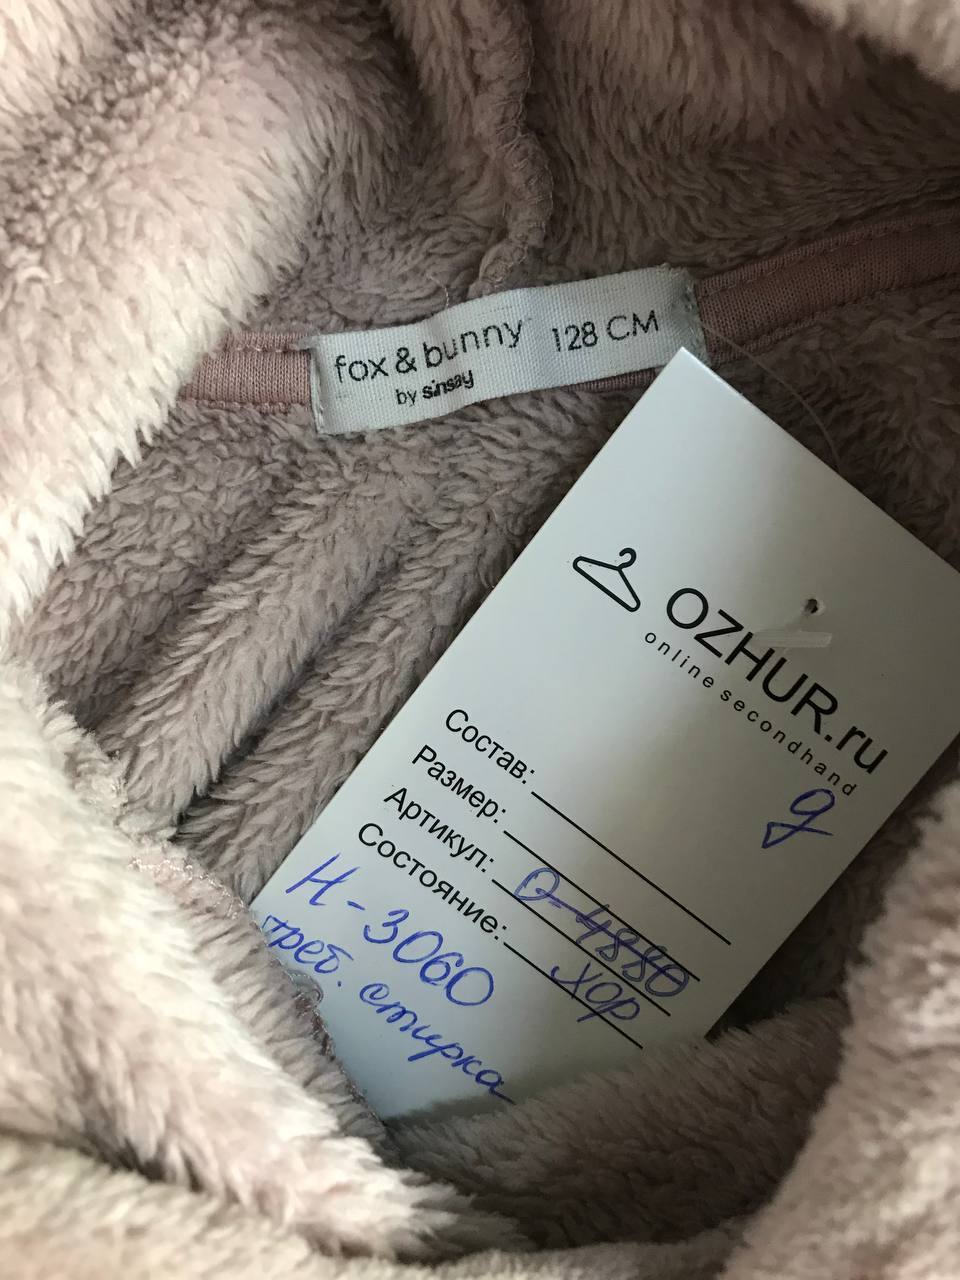 fox & bunny 128 CM
by sinsay
OZHUR.ru
online secondhand
д
Состав:
Размер:
Артикул: О-4880
Состояние: хор
Н-3060
треб. стирка